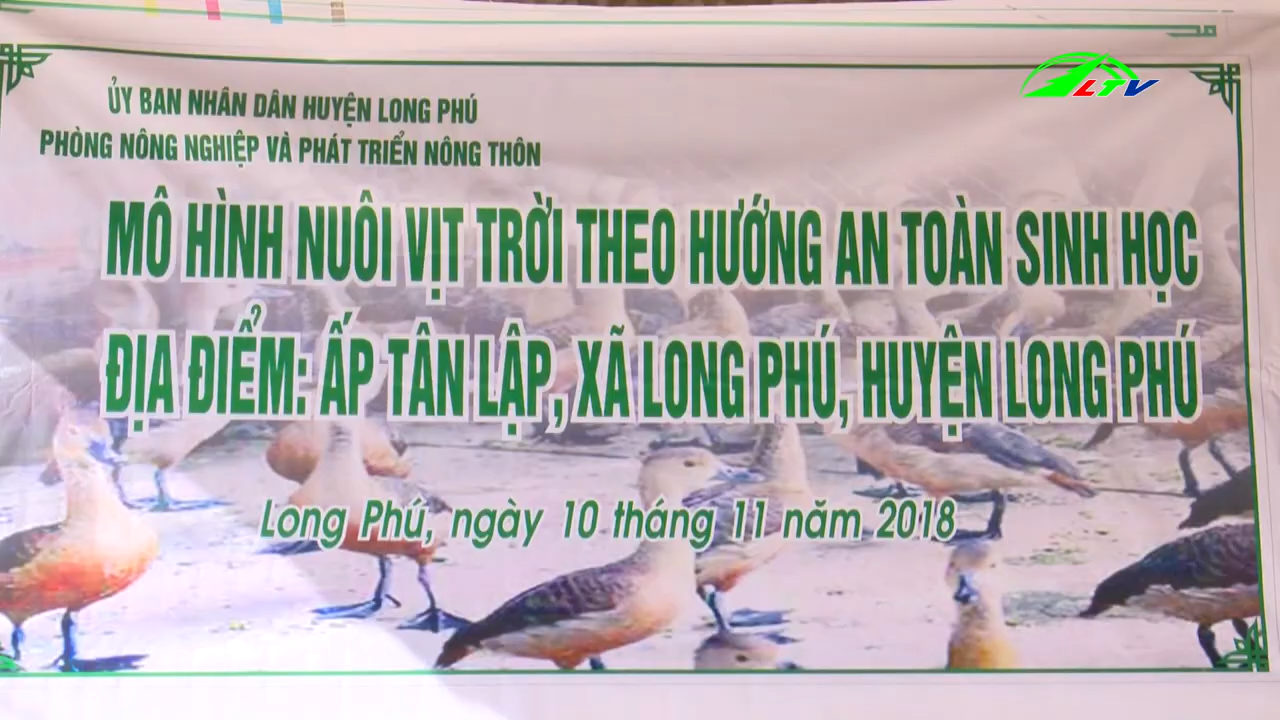 LTV
ỦY BAN NHÂN DÂN HUYỆN LONG PHÚ
PHÒNG NÔNG NGHIỆP VÀ PHÁT TRIỂN NÔNG THÔN
MÔ HÌNH NUÔI VỊT TRỜI THEO HƯỚNG AN TOÀN SINH HỌC
ĐỊA ĐIỂM: ẤP TÂN LẬP, XÃ LONG PHÚ, HUYỆN LONG PHÚ
Long Phú, ngày 10 tháng 11 năm 2018